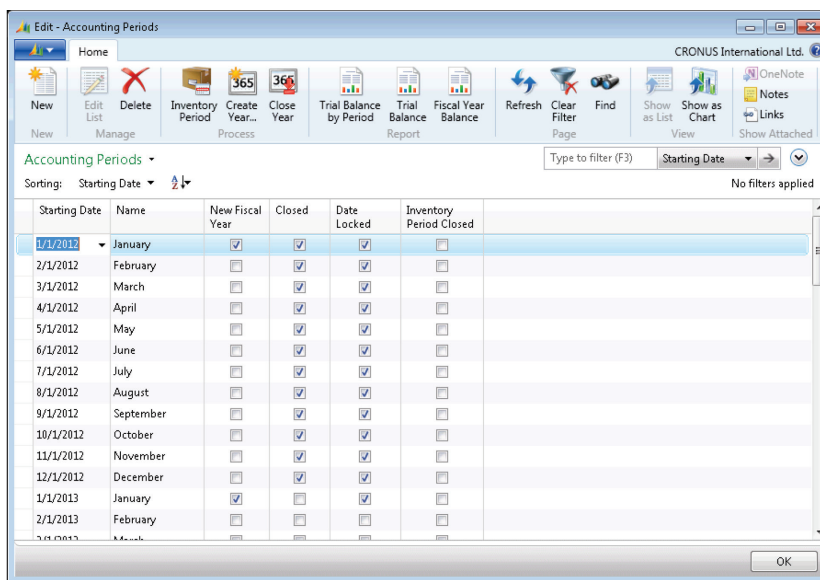 Edit - Accounting Periods
Home
CRONUS International Ltd.
New
Edit List
Delete
Inventory Period
Create Year...
Close Year
Trial Balance by Period
Trial Balance
Fiscal Year Balance
Refresh
Clear Filter
Find
Show as List
Show as Chart
OneNote
Notes
Links
New
Manage
Process
Report
Page
View
Show Attached
Accounting Periods
Type to filter (F3)
Starting Date
Sorting: Starting Date
No filters applied
Starting Date Name New Fiscal Year Closed Date Locked Inventory Period Closed
1/1/2012 January
2/1/2012 February
3/1/2012 March
4/1/2012 April
5/1/2012 May
6/1/2012 June
7/1/2012 July
8/1/2012 August
9/1/2012 September
10/1/2012 October
11/1/2012 November
12/1/2012 December
1/1/2013 January
2/1/2013 February
3/1/2013 March
OK